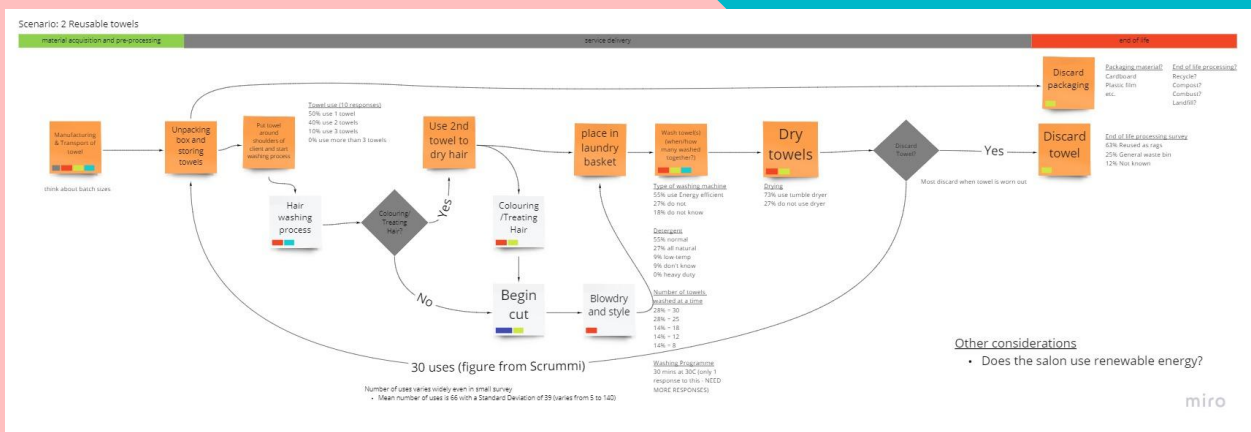 Scenario: 2 Reusable towels
material acquisition and pre-processing
service delivery
end of life
Manufacturing
& Transport of
towel
think about batch sizes
Unpacking
box and
storing
towels
Put towel
around
shoulders of
client and start
washing process
Towel use (10 responses)
50% use 1 towel
40% use 2 towels
10% use 3 towels
0% use more than 3 towels
Hair
washing
process
Colouring/
Treating
Hair?
Yes
No
Use 2nd
towel to
dry hair
Colouring
/Treating
Hair
Begin
cut
Blowdry
and style
place in
laundry
basket
Wash towel(s)
(when/how
many washed
together?)
Type of washing machine
55% use Energy efficient
27% do not
18% do not know
Detergent
55% normal
27% all natural
9% low temp
9% don't know
0% heavy duty
Number of towels
washed at a time
28% ~ 30
28% ~ 25
14% ~ 18
14% ~ 12
14% ~ 8
Washing Programme
30 mins at 30C (only 1
response to this - NEED
MORE RESPONSES)
Dry
towels
Drying
73% use tumble dryer
27% do not use dryer
Discard
Towel?
Yes
Most discard when towel is worn out
Discard
packaging
Packaging material?
Cardboard
Plastic film
etc.
End of life processing?
Recycle?
Compost?
Combust?
Landfill?
Discard
towel
End of life processing survey
63% Reused as rags
25% General waste bin
12% Not known
30 uses (figure from Scrummi)
Number of uses varies widely even in small survey
• Mean number of uses is 66 with a Standard Deviation of 39 (varies from 5 to 140)
Other considerations
• Does the salon use renewable energy?
miro